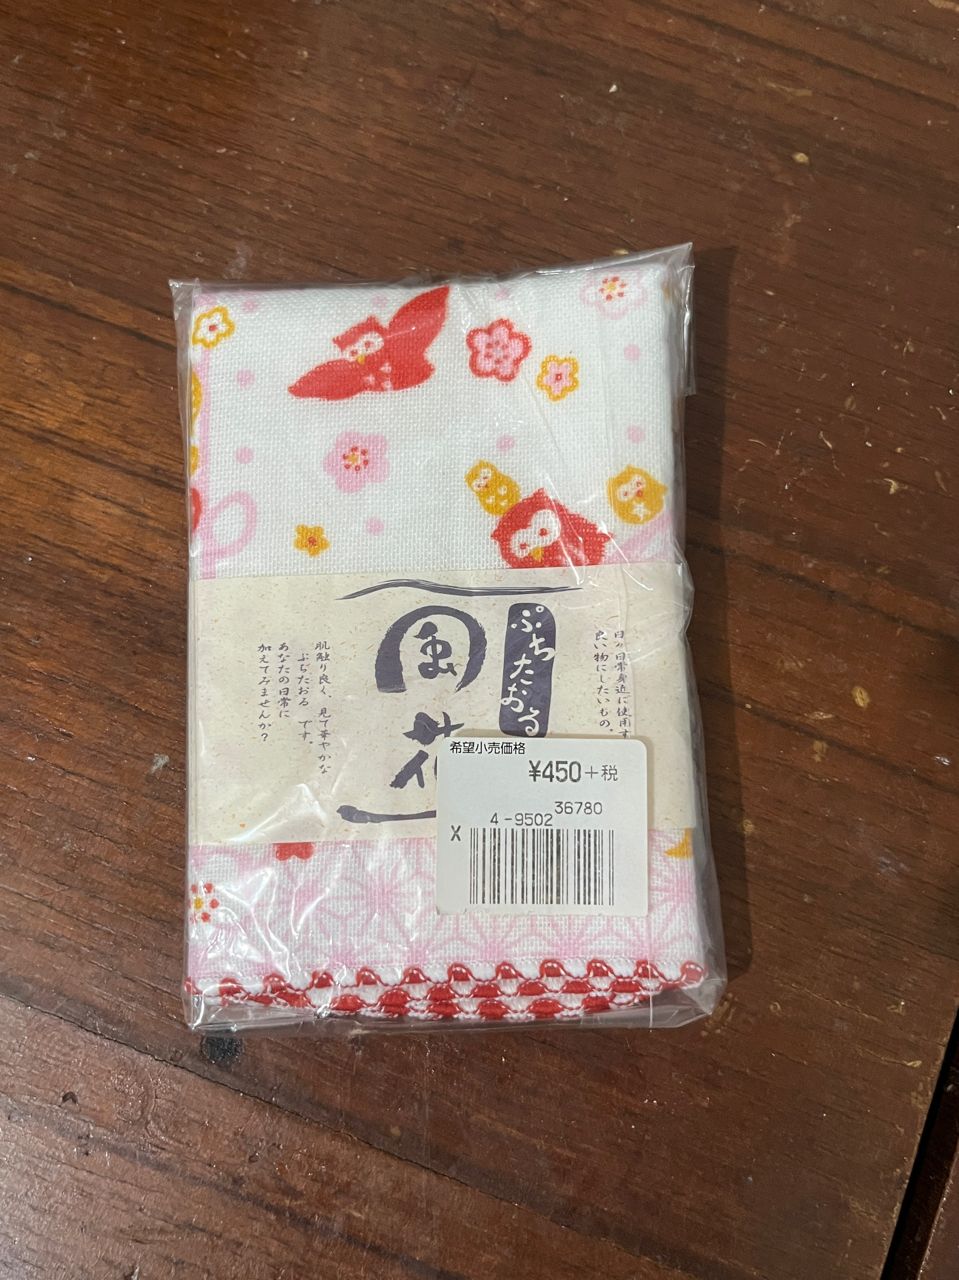 日々日常身近に使用す
良い物にしたいもの。
ぷちたおる
風花
肌触り良く、見て華やかな
ぷちたおる です。
あなたの日常に
加えてみませんか？
希望小売価格
¥450＋税
36780
4-9502
X